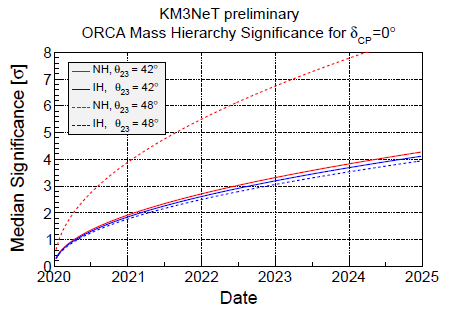 KM3NeT preliminary
ORCA Mass Hierarchy Significance for δCP=0°
Median Significance [σ]
8
7
6
5
4
3
2
1
0
NH, θ23 = 42°
IH, θ23 = 42°
NH, θ23 = 48°
IH, θ23 = 48°
2020 2021 2022 2023 2024 2025
Date